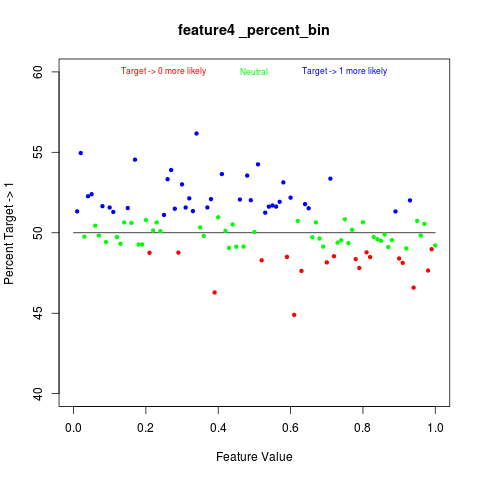 feature4 _percent_bin
Target -> 0 more likely Neutral Target -> 1 more likely
60
55
50
45
40
Percent Target -> 1
0.0 0.2 0.4 0.6 0.8 1.0
Feature Value